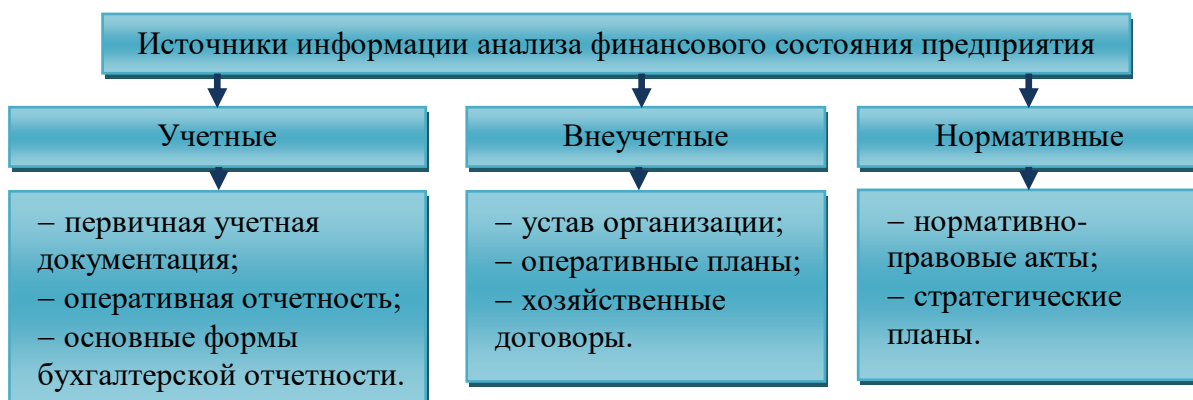 Источники информации анализа финансового состояния предприятия
Учетные
Внеучетные
Нормативные
– первичная учетная
документация;
– оперативная отчетность;
– основные формы
бухгалтерской отчетности.
– устав организации;
– оперативные планы;
– хозяйственные
договоры.
– нормативно-
правовые акты;
– стратегические
планы.